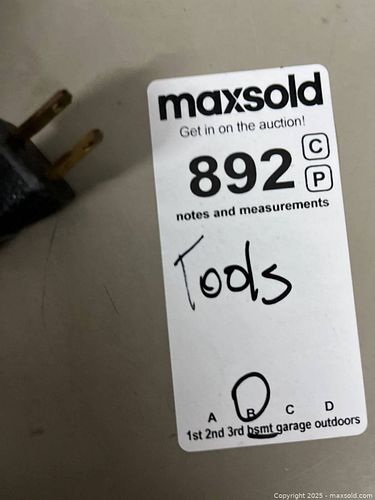 maxsold
Get in on the auction!
892 C
P
notes and measurements
Tools
A B C D
1st 2nd 3rd bsmt garage outdoors
Copyright 2025 - maxsold.com